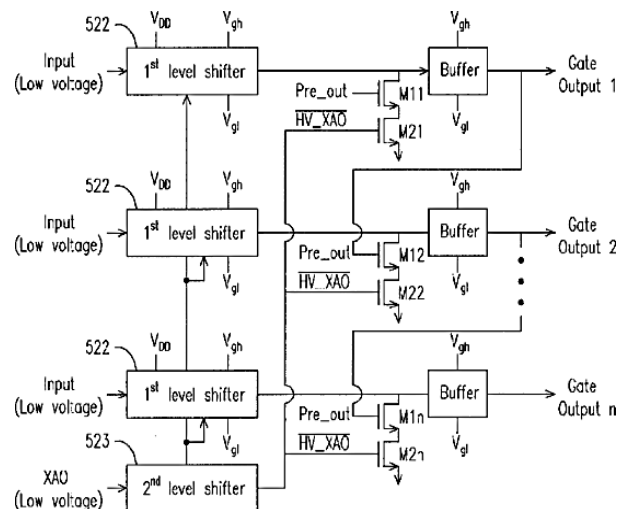 522
V_DD V_gh V_gh
Input
(Low voltage)
1st level shifter
Buffer
Gate
Output 1
Pre_out
M11
V_gl
HV_XAO
M21
V_gl
522
V_DD V_gh V_gh
Input
(Low voltage)
1st level shifter
Buffer
Gate
Output 2
Pre_out
M12
V_gl
HV_XAO
M22
V_gl
522
V_DD V_gh V_gh
Input
(Low voltage)
1st level shifter
Buffer
Gate
Output n
Pre_out
M1n
V_gl
HV_XAO
M2n
V_gl
523
XAO
(Low voltage)
2nd level shifter